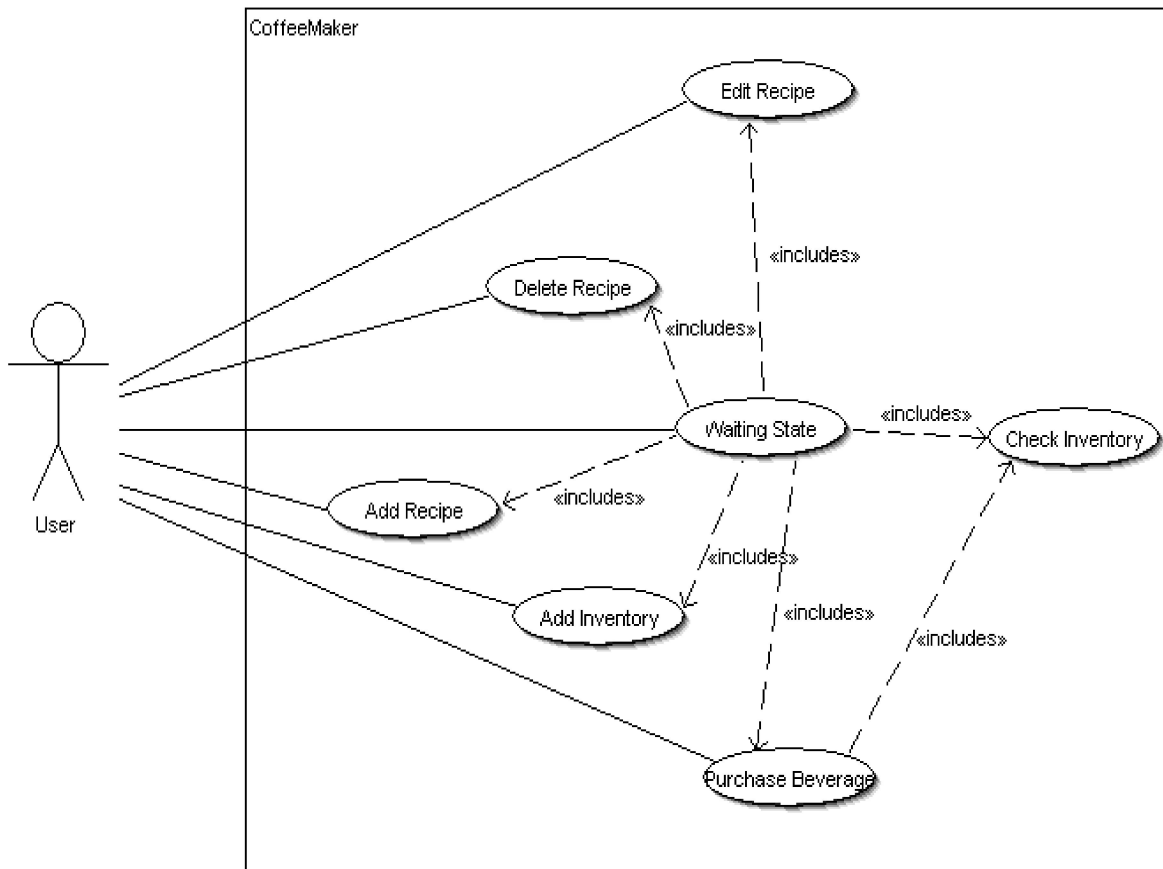 CoffeeMaker
Edit Recipe
«includes»
Delete Recipe
«includes»
Waiting State
«includes»
Check Inventory
Add Recipe
«includes»
User
«includes»
Add Inventory
«includes»
«includes»
Purchase Beverage